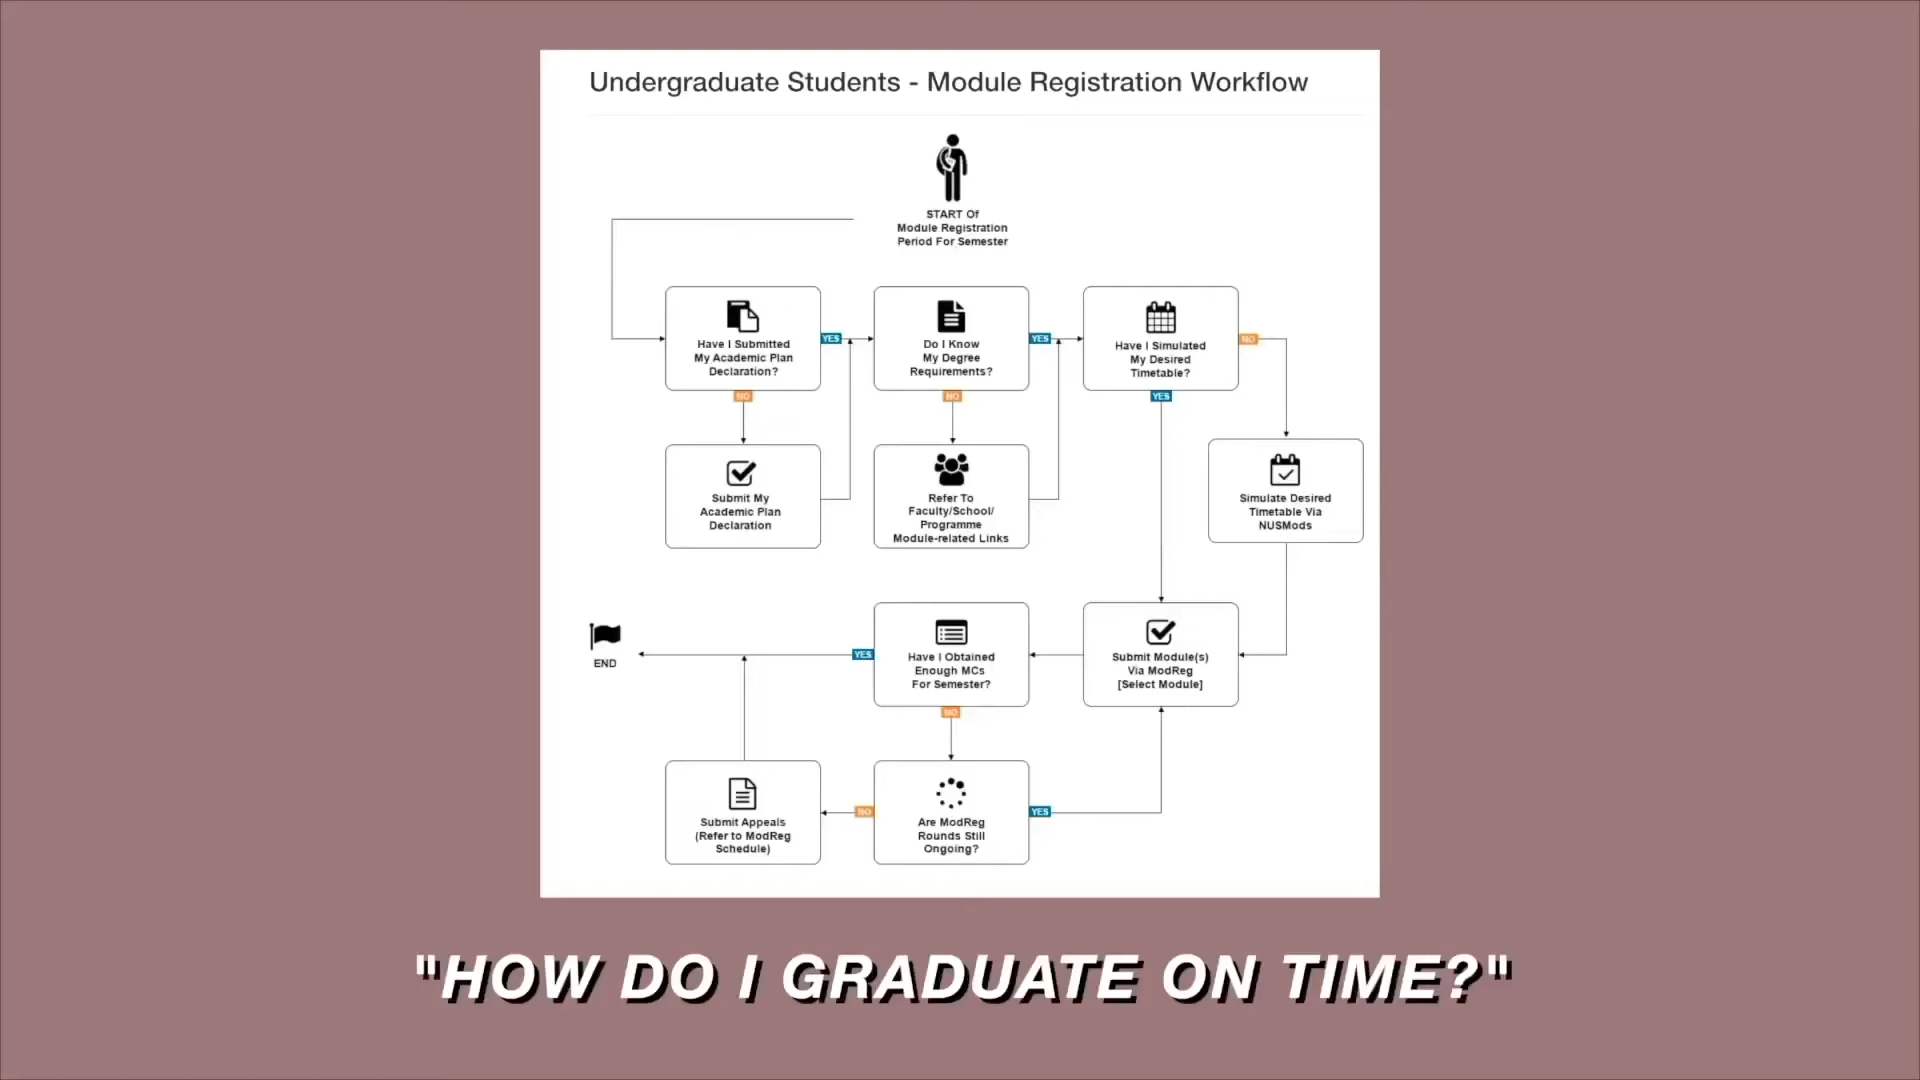 Undergraduate Students - Module Registration Workflow
START Of
Module Registration
Period For Semester
Have I Submitted
My Academic Plan
Declaration?
YES
NO
Do I Know
My Degree
Requirements?
YES
NO
Have I Simulated
My Desired
Timetable?
NO
YES
Submit My
Academic Plan
Declaration
Refer To
Faculty/School/
Programme
Module-related Links
Simulate Desired
Timetable Via
NUSMods
END
YES
Have I Obtained
Enough MCs
For Semester?
NO
Submit Module(s)
Via ModReg
[Select Module]
Submit Appeals
(Refer to ModReg
Schedule)
NO
Are ModReg
Rounds Still
Ongoing?
YES
"HOW DO I GRADUATE ON TIME?"